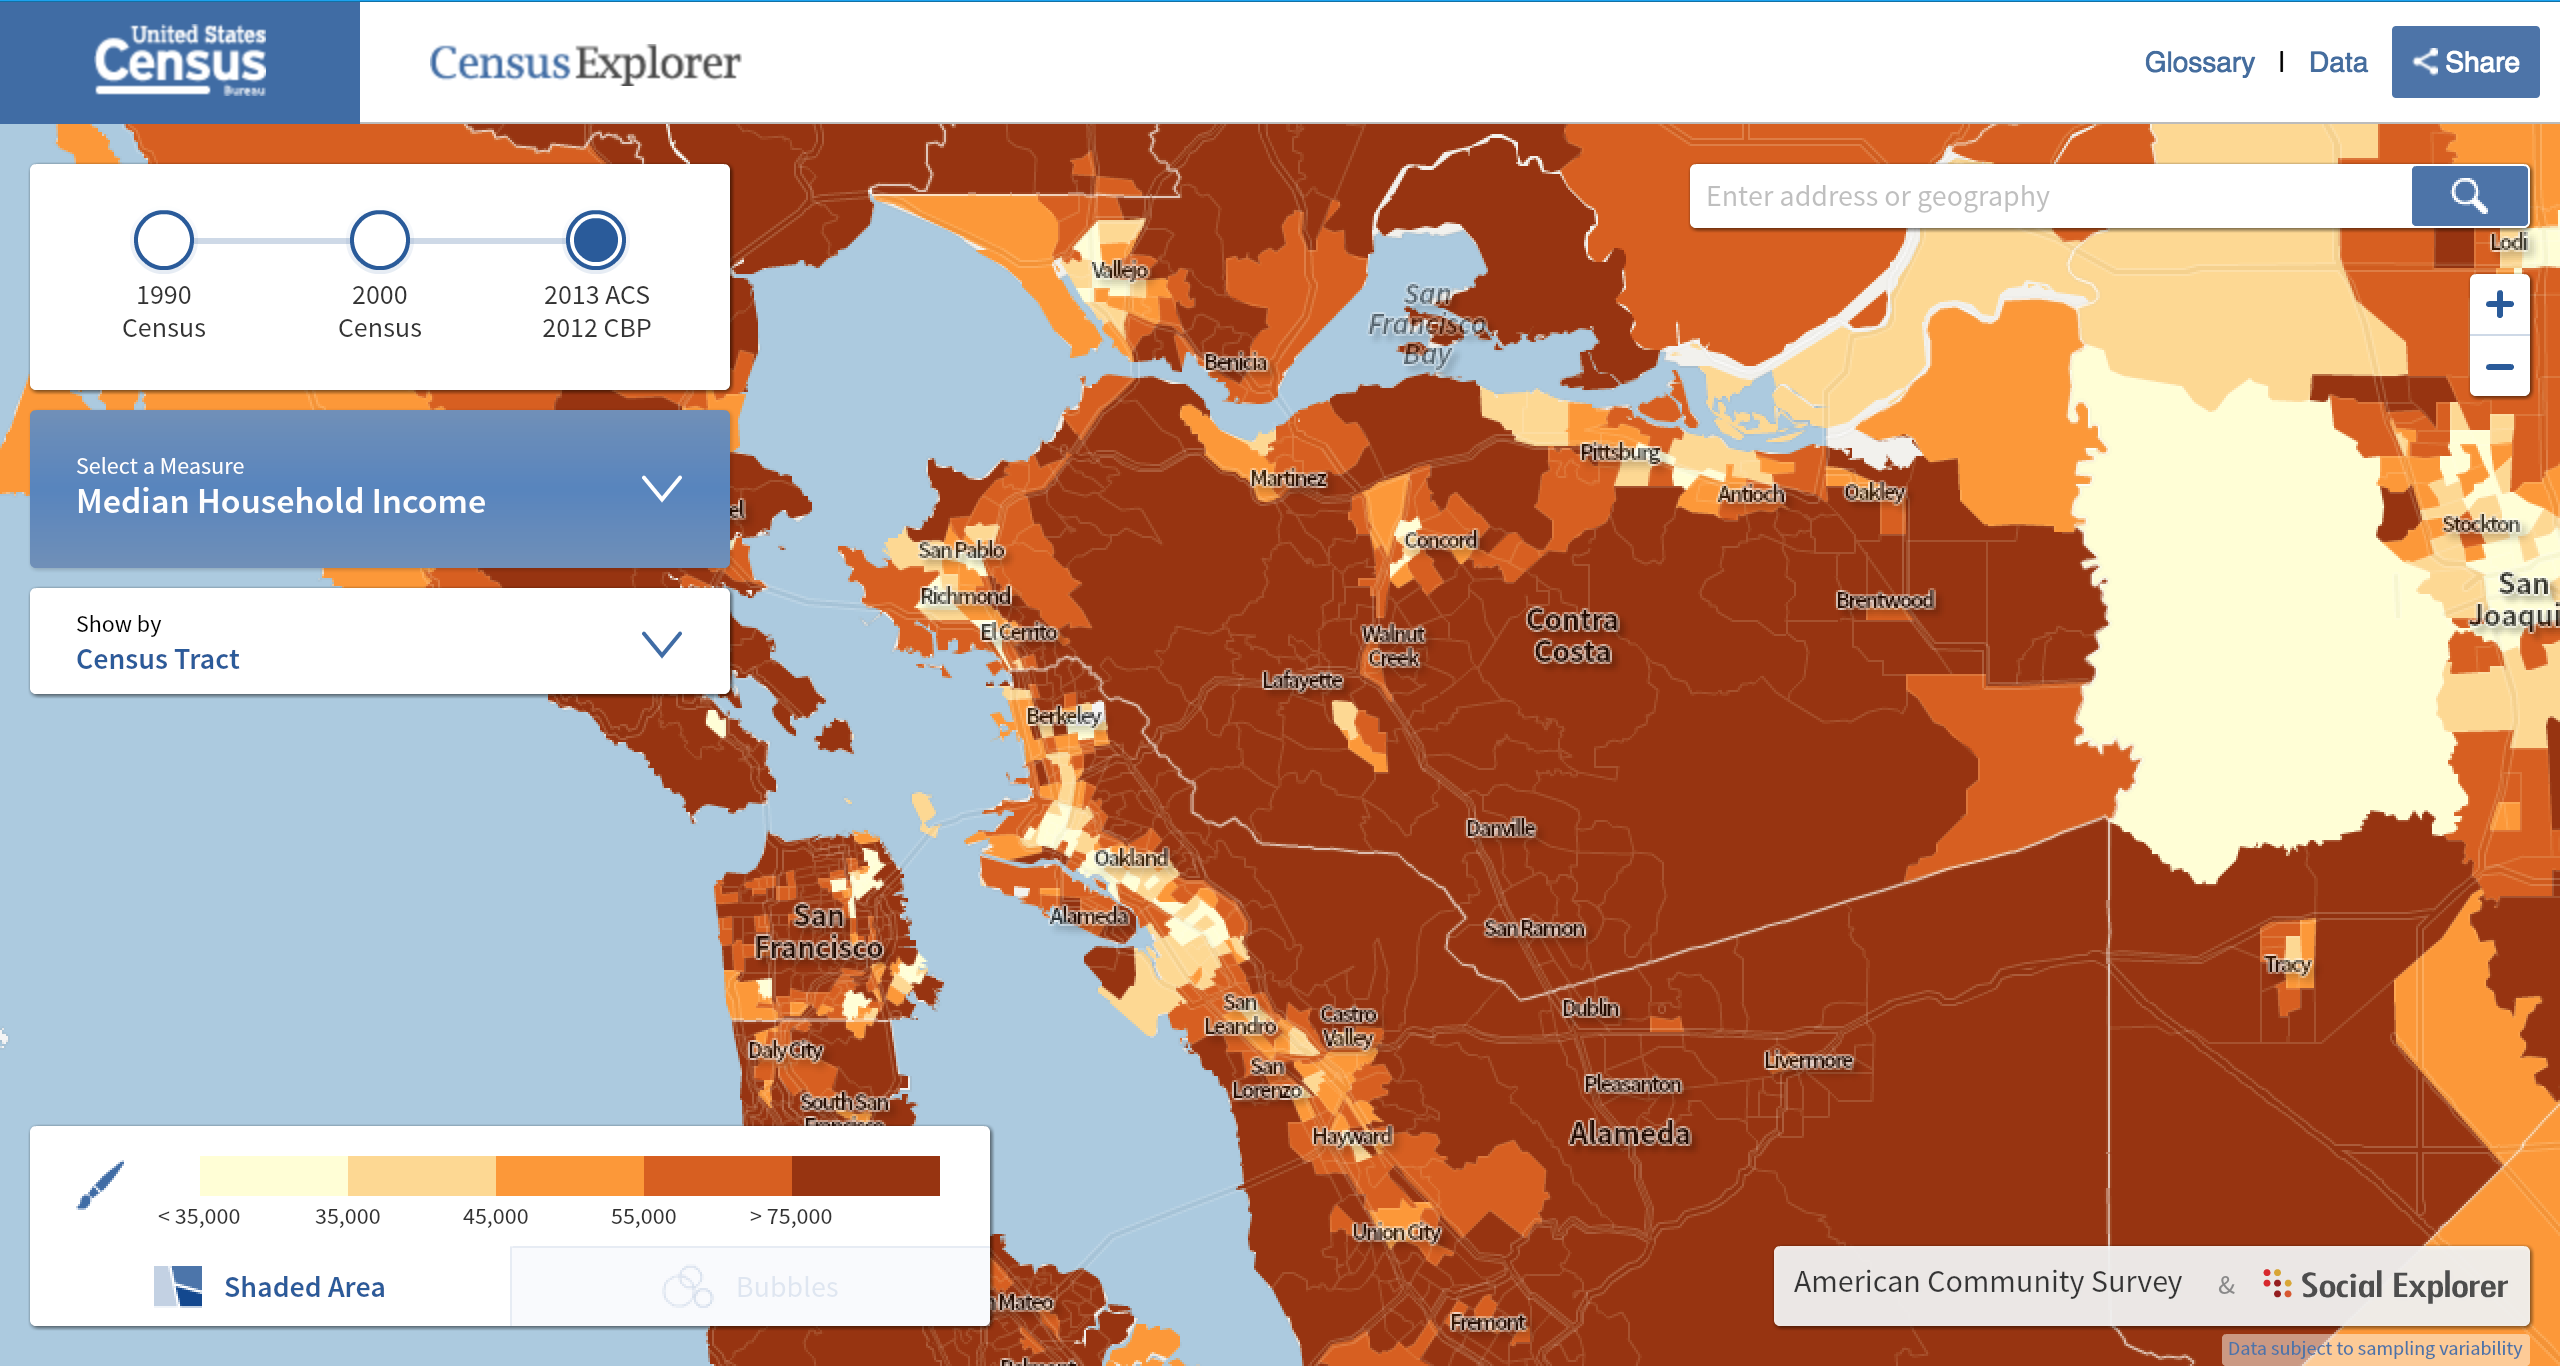 United States
Census
Bureau
Census Explorer
Glossary | Data
Share
1990
Census
2000
Census
2013 ACS
2012 CBP
Enter address or geography
Select a Measure
Median Household Income
Show by
Census Tract
+
−
Lodi
Vallejo
San
Francisco
Bay
Benicia
Martinez
Pittsburg
Antioch
Oakley
Stockton
San
Joaqui
San Pablo
Concord
Richmond
El Cerrito
Brentwood
Contra
Costa
Walnut
Creek
Lafayette
Berkeley
Danville
Oakland
San
Francisco
Alameda
San Ramon
Tracy
San
Leandro
Castro
Valley
Dublin
Daly City
San
Lorenzo
Livermore
Pleasanton
South San
Francisco
Hayward
Alameda
Union City
Mateo
Fremont
< 35,000
35,000
45,000
55,000
> 75,000
Shaded Area
Bubbles
American Community Survey & Social Explorer
Data subject to sampling variability